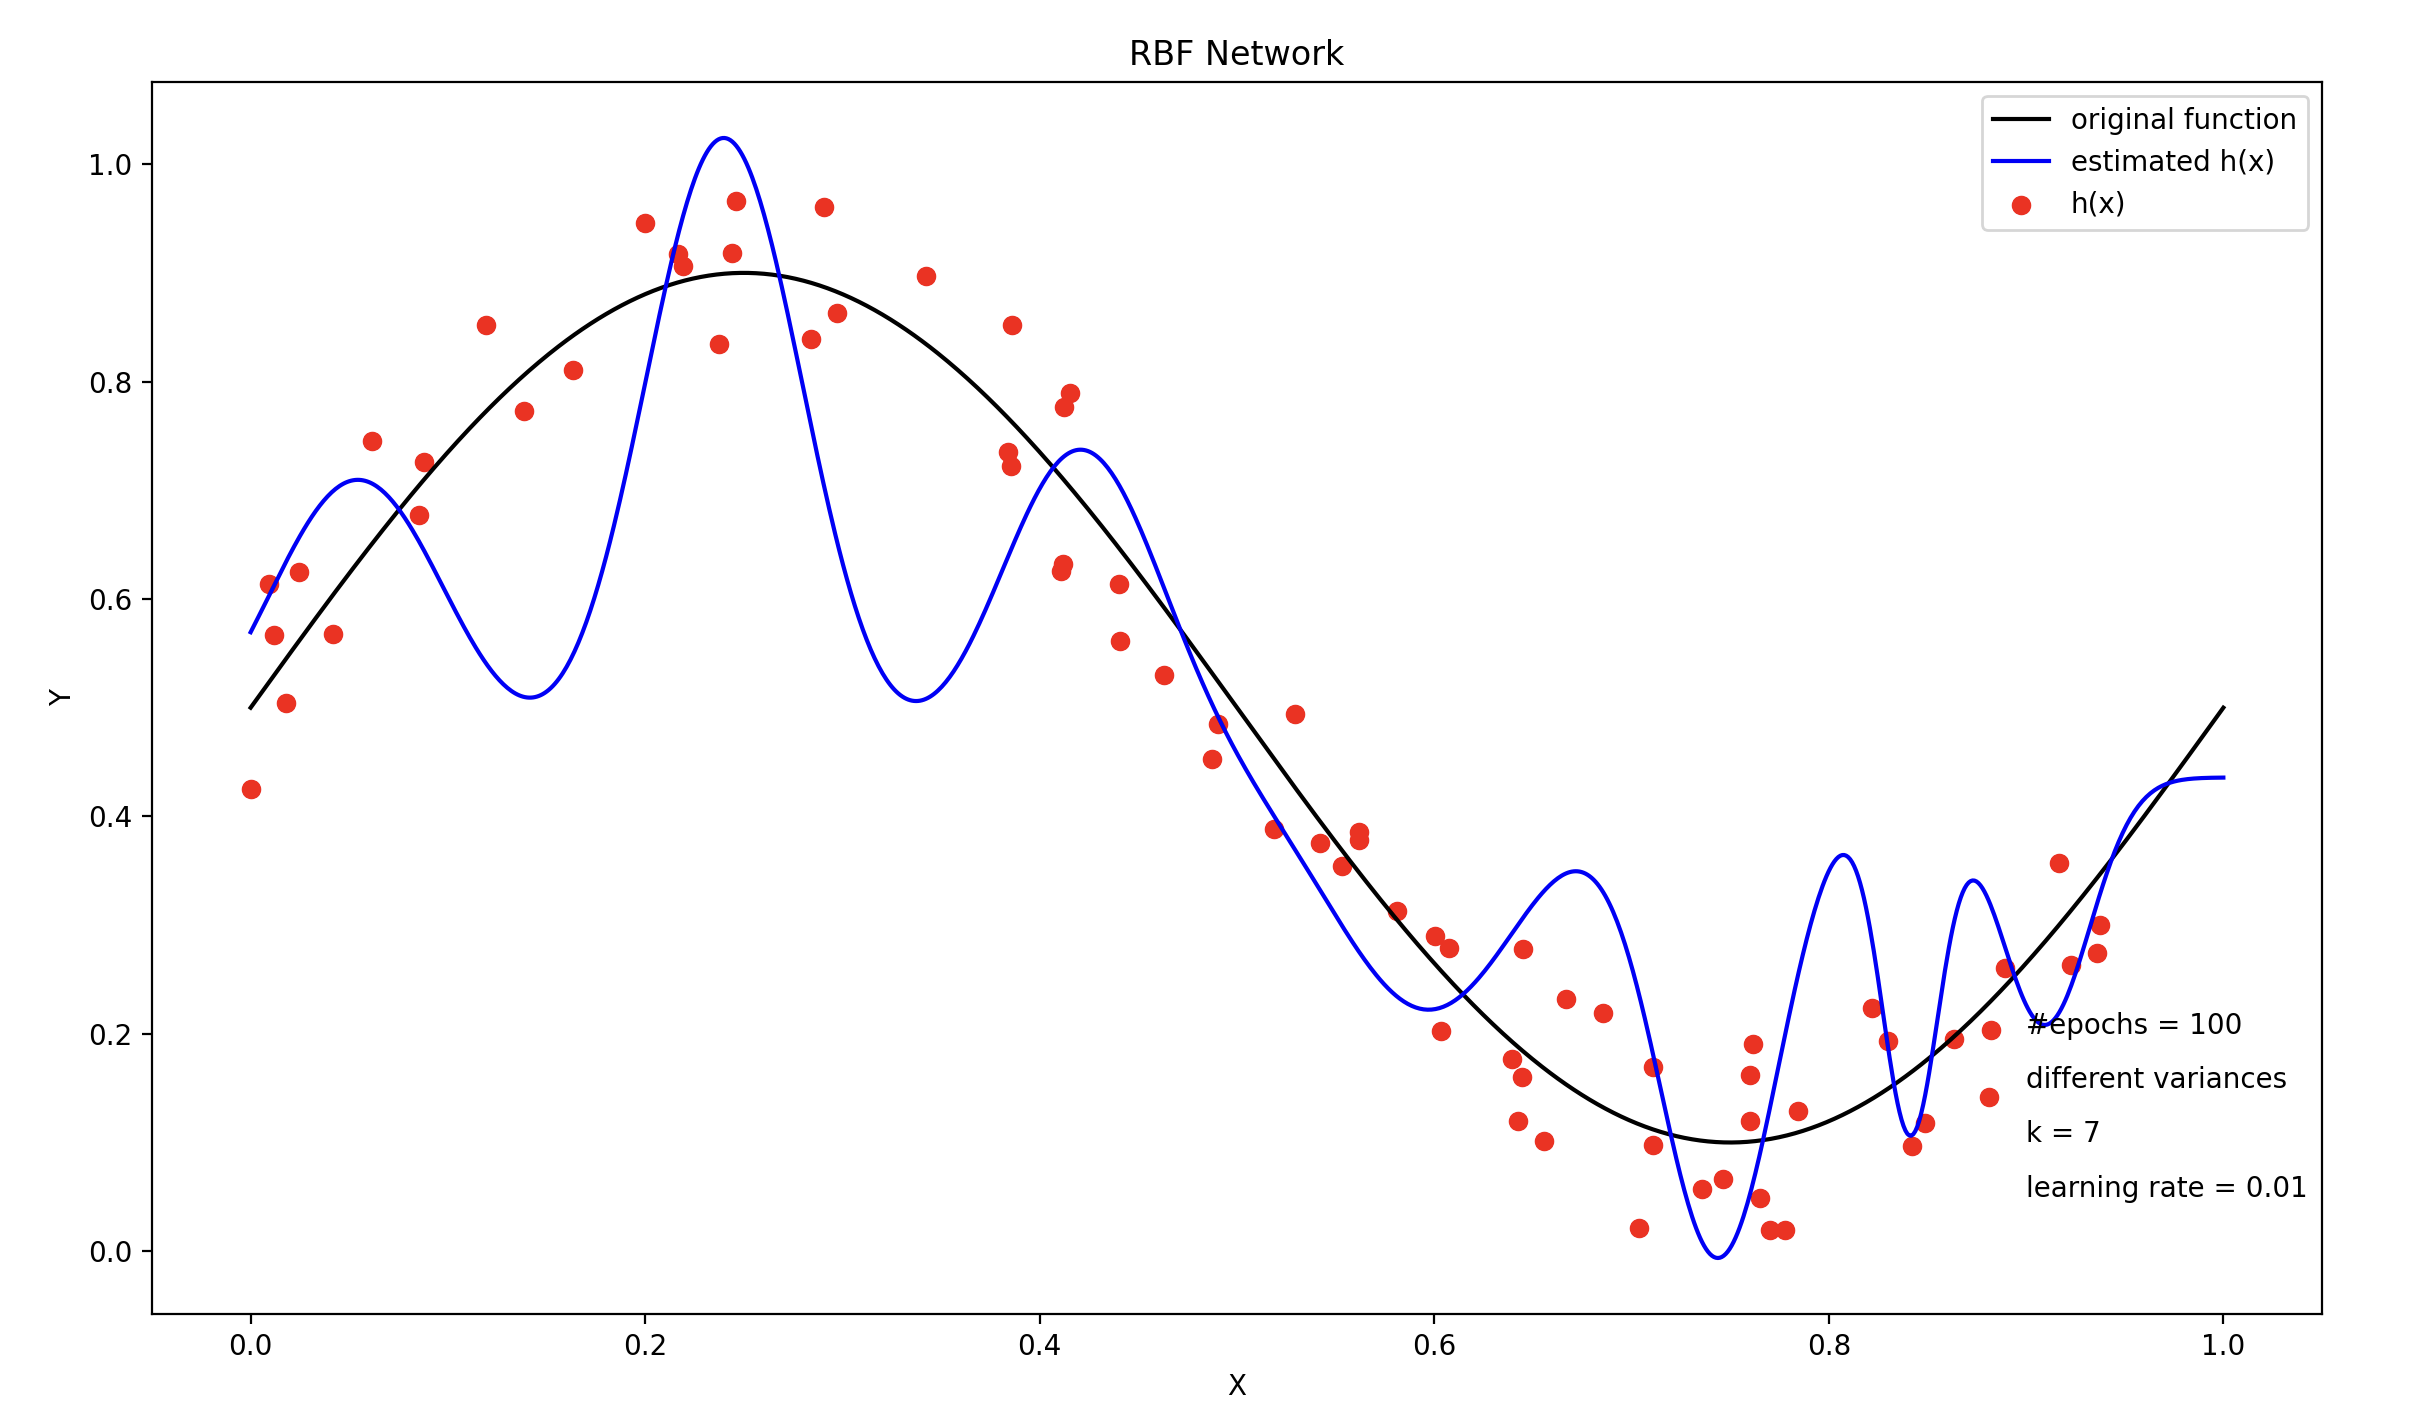 RBF Network
original function
estimated h(x)
h(x)
1.0
0.8
0.6
0.4
0.2
0.0
Y
#epochs = 100
different variances
k = 7
learning rate = 0.01
0.0 0.2 0.4 0.6 0.8 1.0
X